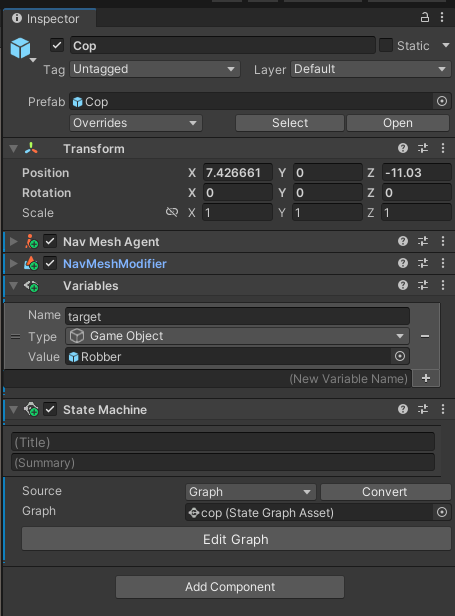 Inspector
Cop
Static
Tag Untagged Layer Default
Prefab Cop
Overrides Select Open
Transform
Position X 7.426661 Y 0 Z -11.03
Rotation X 0 Y 0 Z 0
Scale X 1 Y 1 Z 1
Nav Mesh Agent
NavMeshModifier
Variables
Name target
Type Game Object
Value Robber
(New Variable Name)
State Machine
(Title)
(Summary)
Source Graph Convert
Graph cop (State Graph Asset)
Edit Graph
Add Component